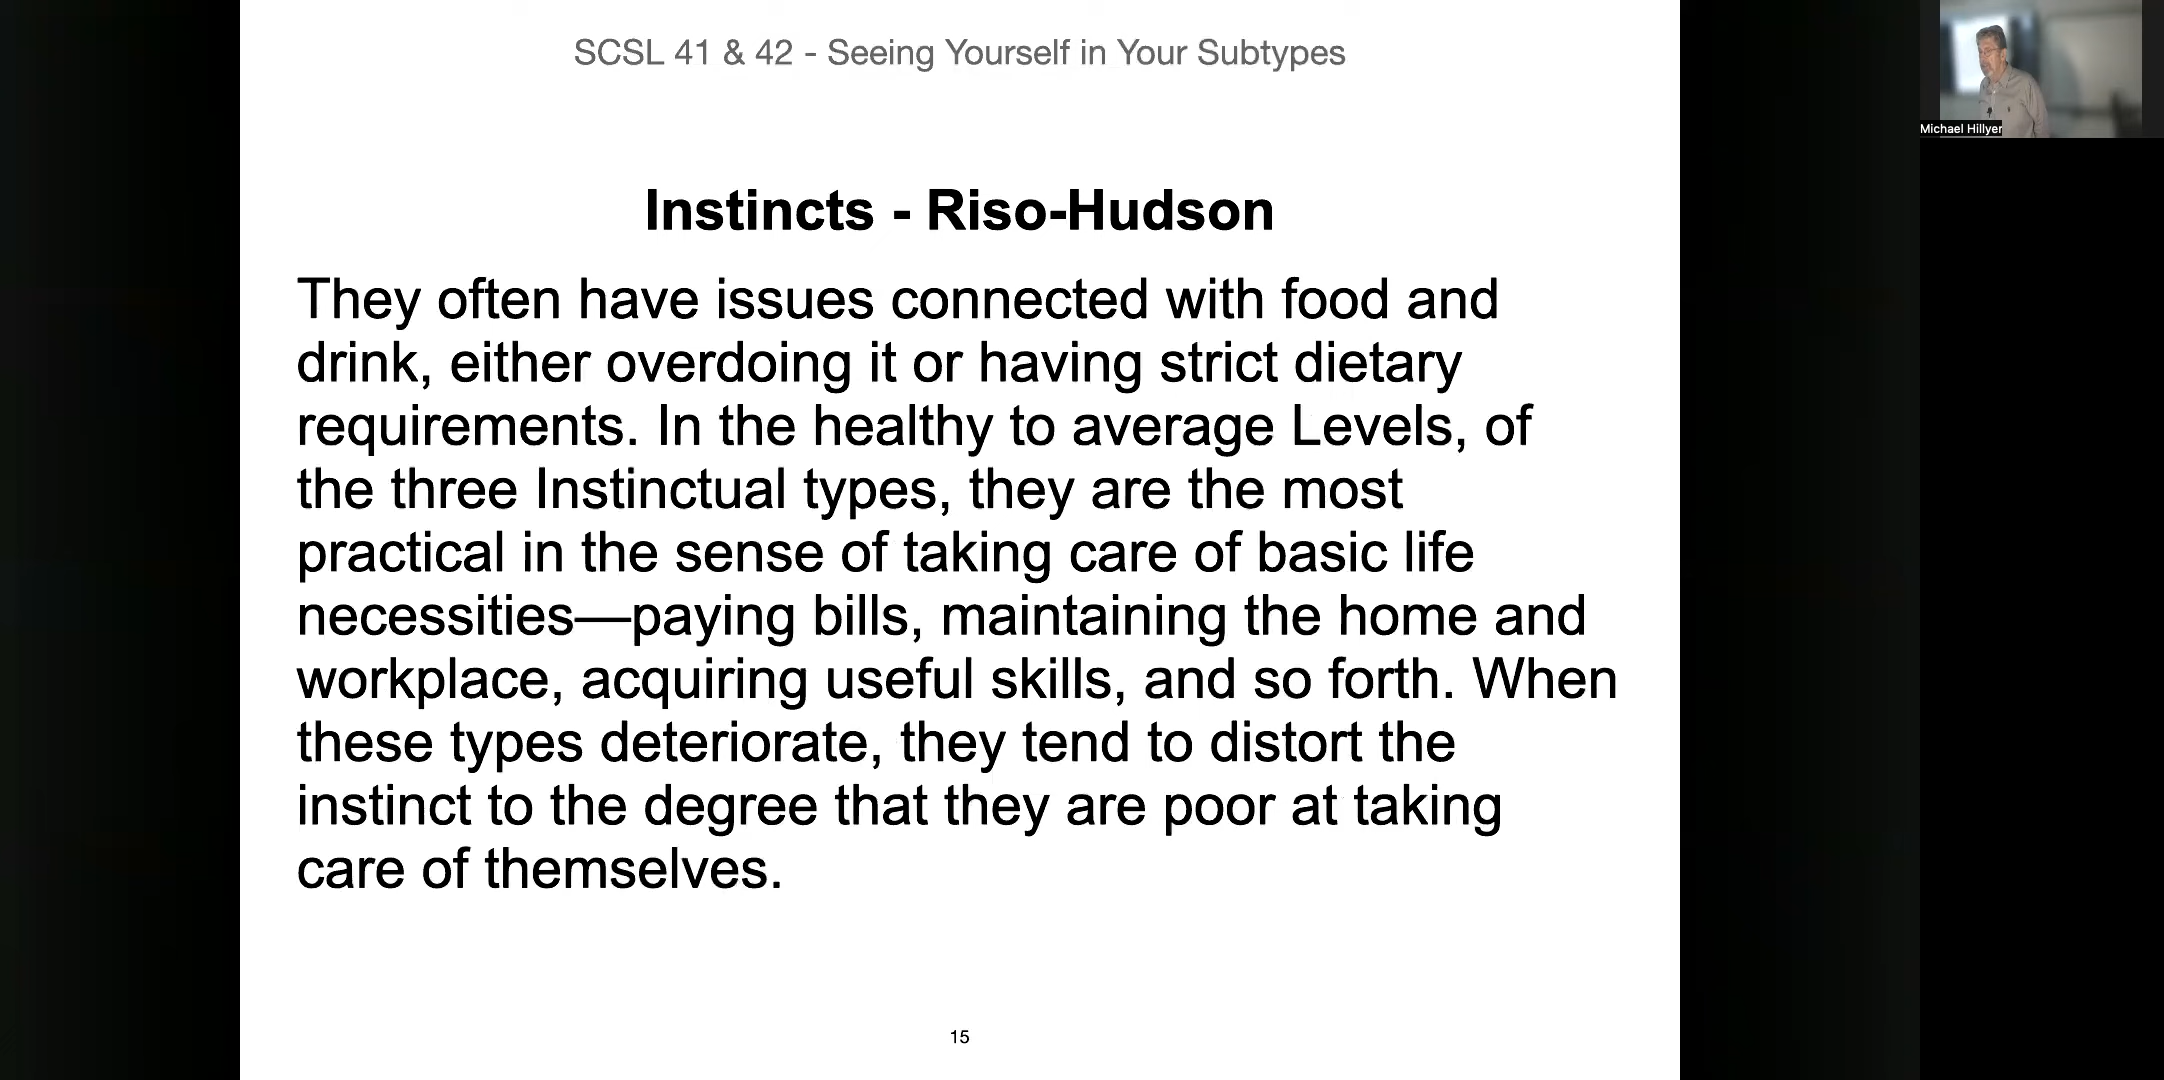 SCSL 41 & 42 - Seeing Yourself in Your Subtypes
Michael Hillyer
Instincts - Riso-Hudson
They often have issues connected with food and
drink, either overdoing it or having strict dietary
requirements. In the healthy to average Levels, of
the three Instinctual types, they are the most
practical in the sense of taking care of basic life
necessities—paying bills, maintaining the home and
workplace, acquiring useful skills, and so forth. When
these types deteriorate, they tend to distort the
instinct to the degree that they are poor at taking
care of themselves.
15